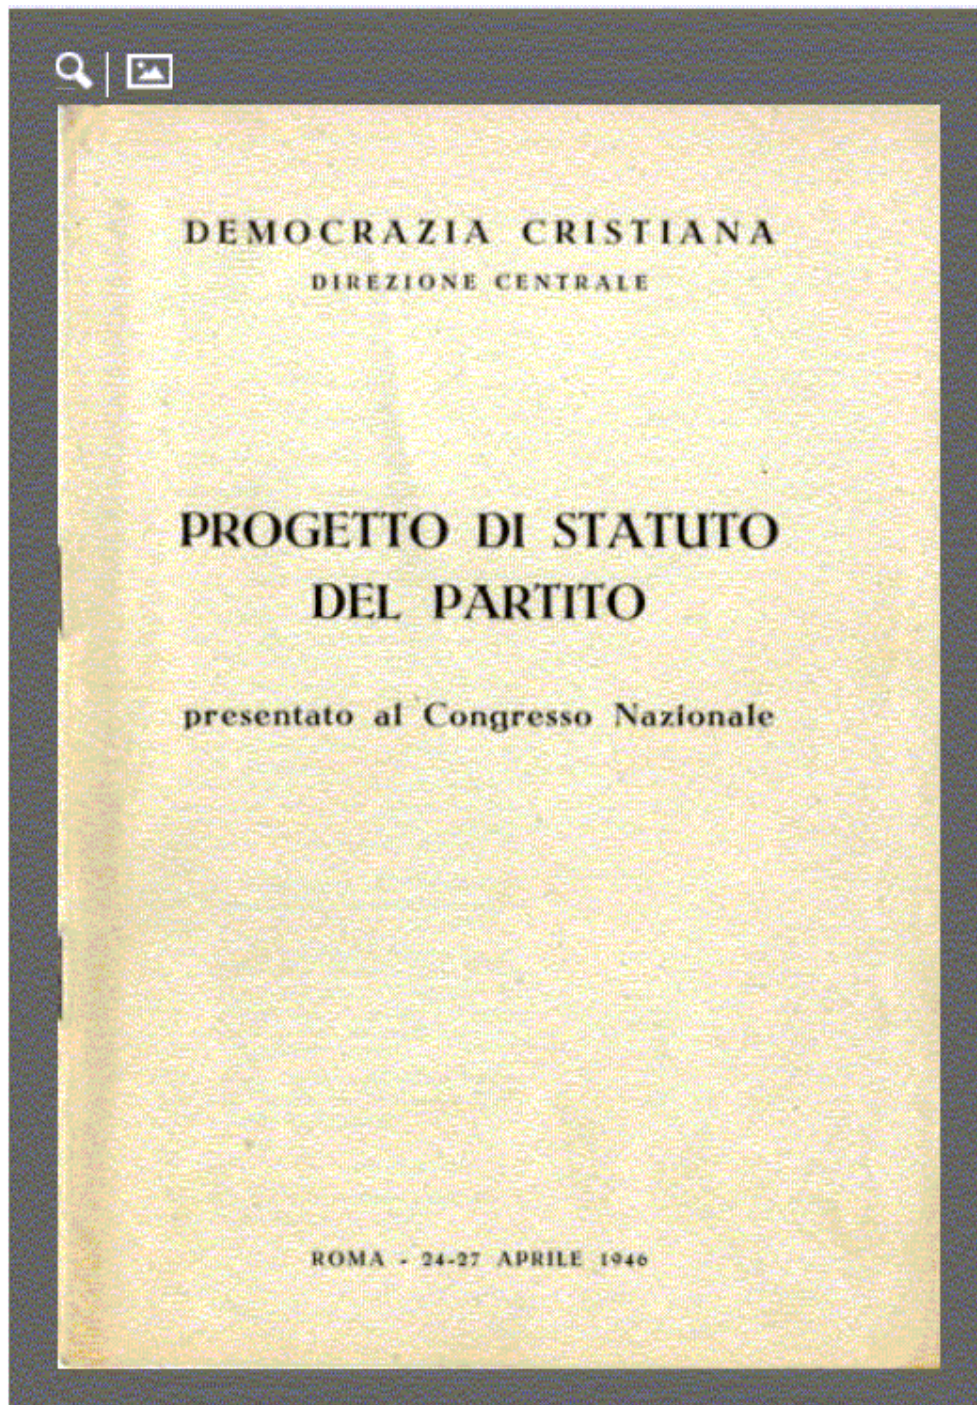 DEMOCRAZIA CRISTIANA
DIREZIONE CENTRALE
PROGETTO DI STATUTO
DEL PARTITO
presentato al Congresso Nazionale
ROMA - 24-27 APRILE 1946